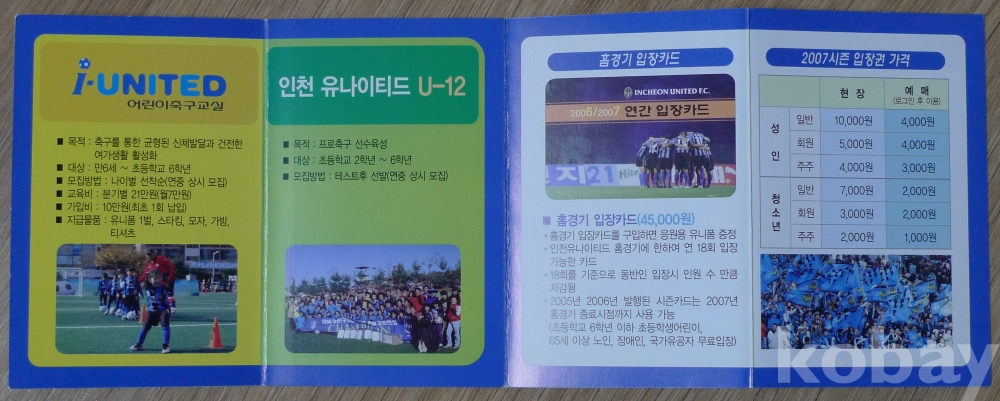 i-UNITED
어린이축구교실
■ 목적 : 축구를 통한 균형된 신체발달과 건전한
여가생활 활성화
■ 대상 : 만6세 ~ 초등학교 6학년
■ 모집방법 : 나이별 선착순(연중 상시 모집)
■ 교육비 : 분기별 21만원(월7만원)
■ 가입비 : 10만원(최초 1회 납입)
■ 지급물품 : 유니폼 1벌, 스타킹, 모자, 가방,
티셔츠
인천 유나이티드 U-12
■ 목적 : 프로축구 선수육성
■ 대상 : 초등학교 2학년 ~ 6학년
■ 모집방법 : 테스트후 선발(연중 상시 모집)
홈경기 입장카드
INCHEON UNITED F.C.
2006/2007 연간 입장카드
지21 Hite
■ 홈경기 입장카드(45,000원)
• 홈경기 입장카드를 구입하면 응원용 유니폼 증정
• 인천유나이티드 홈경기에 한하여 연 18회 입장
가능한 카드
• 18회를 기준으로 동반인 입장시 인원 수 만큼
차감됨
• 2005년 2006년 발행된 시즌카드는 2007년
홈경기 종료시점까지 사용 가능
(초등학교 6학년 이하 초등학생어린이,
65세 이상 노인, 장애인, 국가유공자 무료입장)
2007시즌 입장권 가격
현 장 예 매
(로그인 후 이용)
성인 일반 10,000원 4,000원
회원 5,000원 4,000원
주주 4,000원 3,000원
청소년 일반 7,000원 2,000원
회원 3,000원 2,000원
주주 2,000원 1,000원
kobay